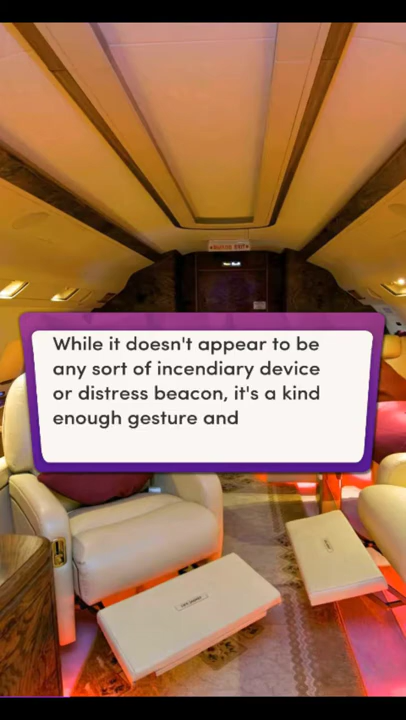 While it doesn't appear to be
any sort of incendiary device
or distress beacon, it's a kind
enough gesture and